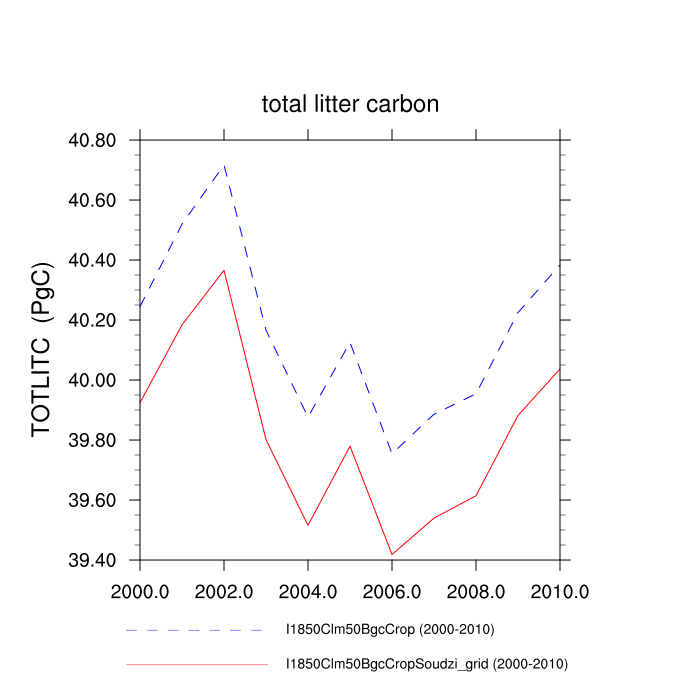 total litter carbon
TOTLITC (PgC)
40.80
40.60
40.40
40.20
40.00
39.80
39.60
39.40
2000.0 2002.0 2004.0 2006.0 2008.0 2010.0
I1850Clm50BgcCrop (2000-2010)
I1850Clm50BgcCropSoudzi_grid (2000-2010)